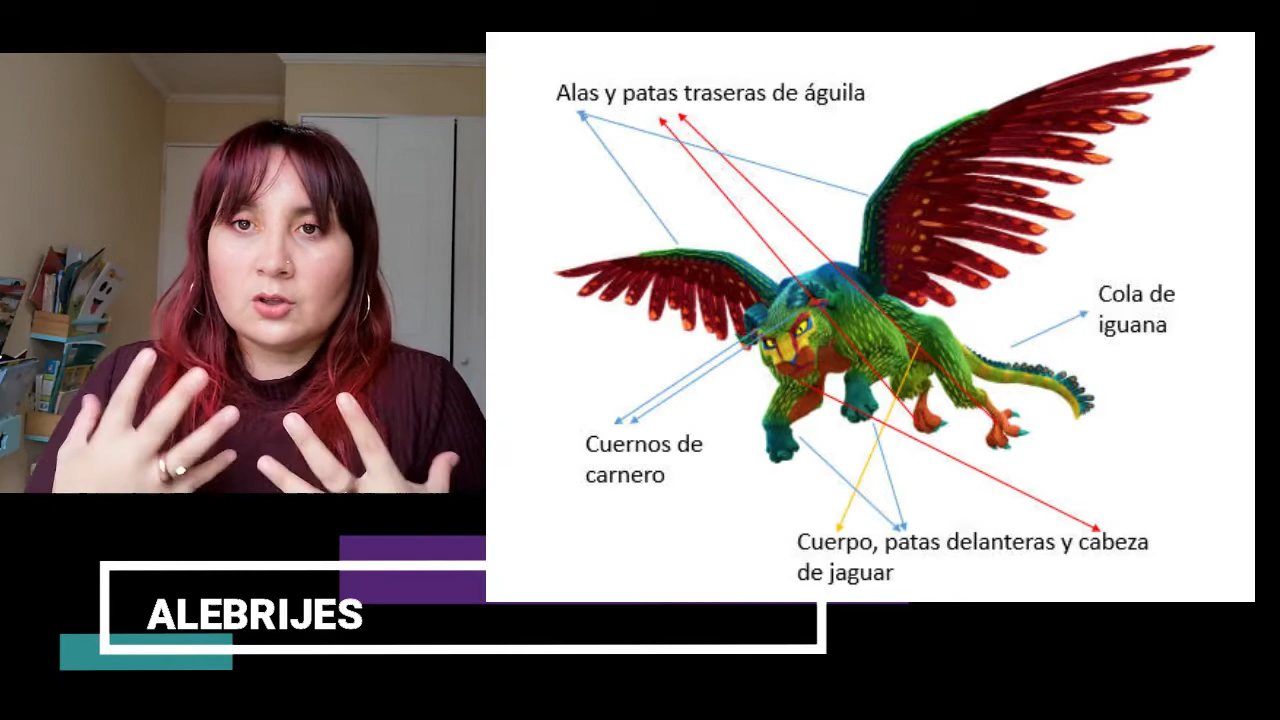 Alas y patas traseras de águila
Cola de
iguana
Cuernos de
carnero
Cuerpo, patas delanteras y cabeza
de jaguar
ALEBRIJES